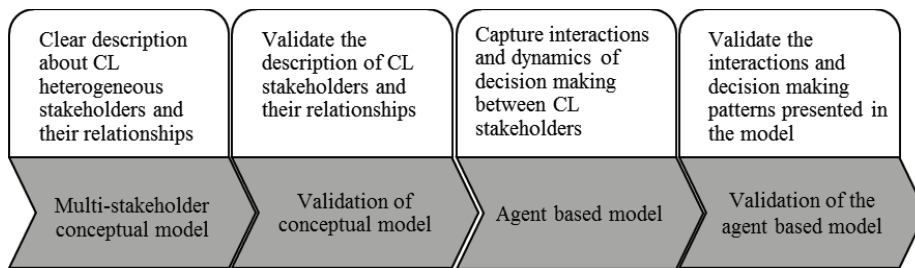 Clear description
about CL
heterogeneous
stakeholders and
their relationships
Validate the
description of CL
stakeholders and
their relationships
Capture interactions
and dynamics of
decision making
between CL
stakeholders
Validate the
interactions and
decision making
patterns presented in
the model
Multi-stakeholder
conceptual model
Validation of
conceptual model
Agent based model
Validation of the
agent based model